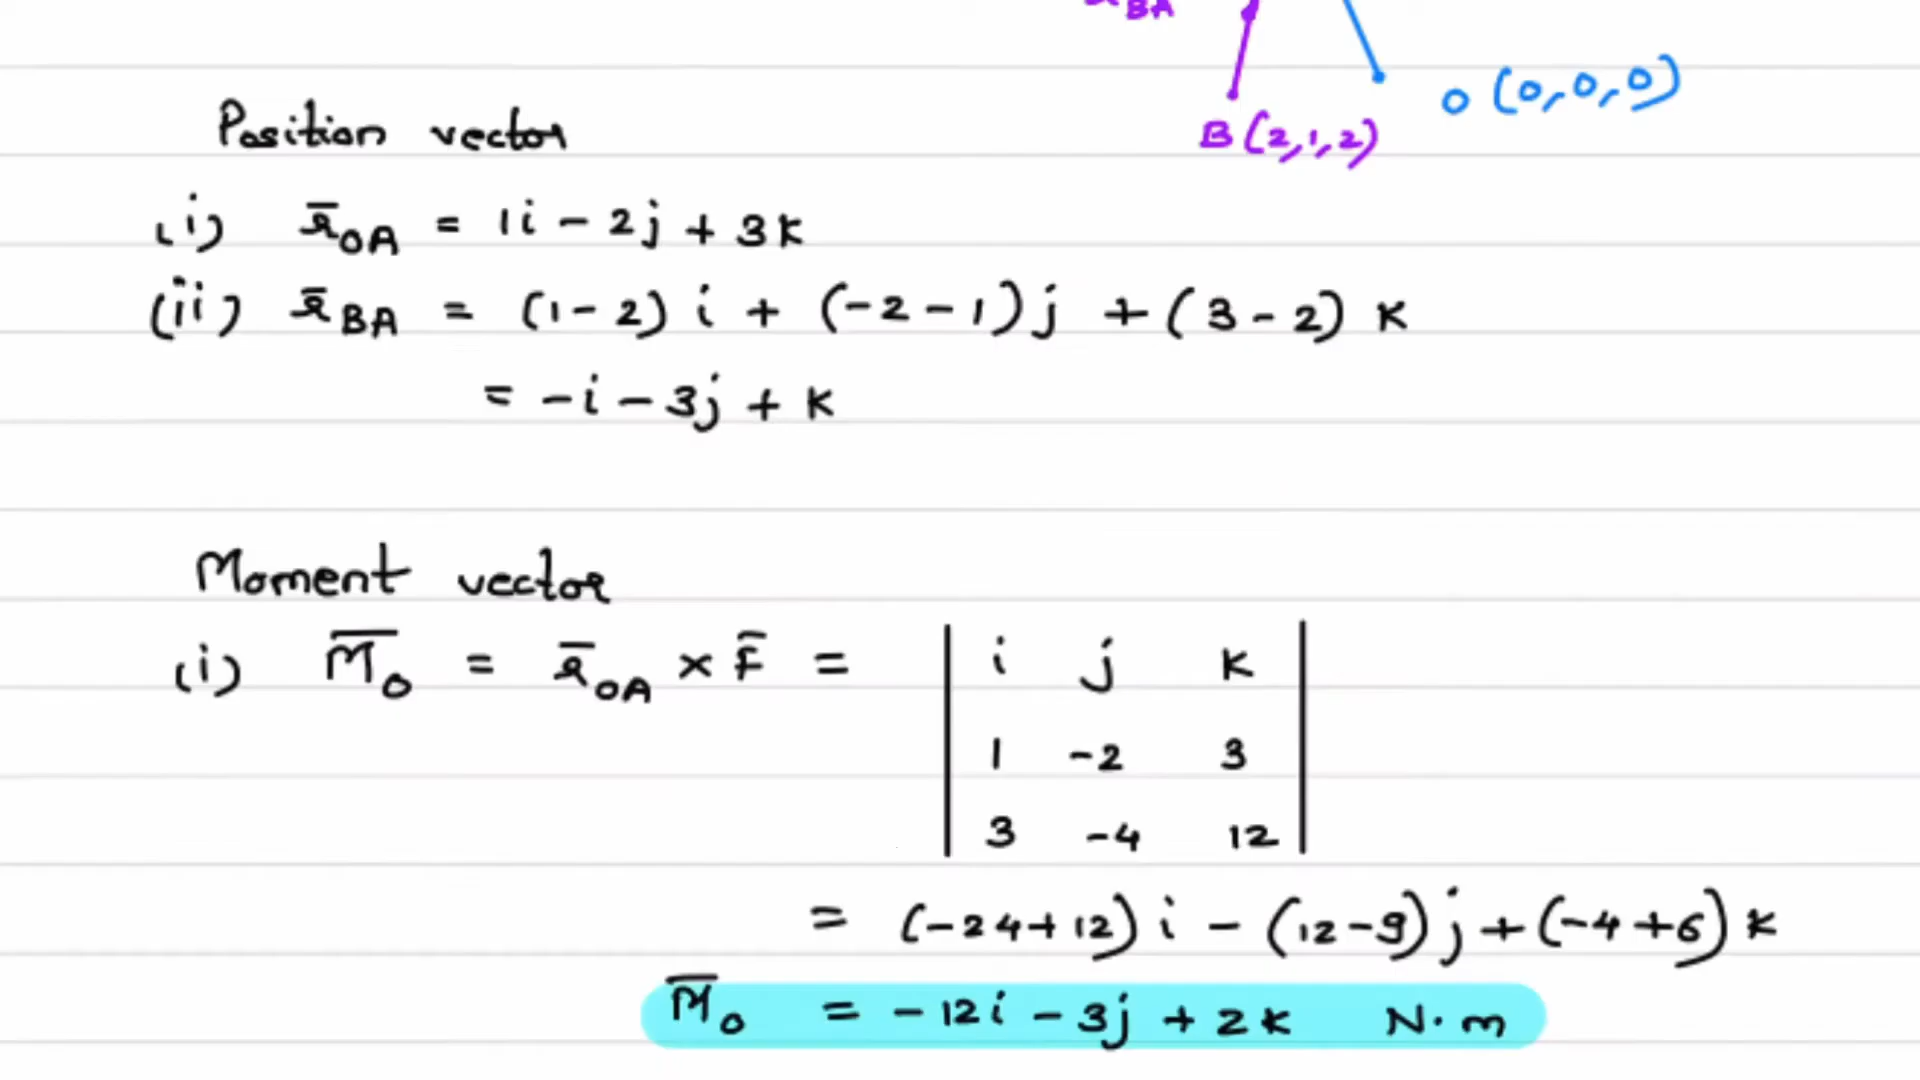 r̄BA
O (0,0,0)
B (2,1,2)
Position vector
(i) r̄OA = 1i - 2j + 3k
(ii) r̄BA = (1-2) i + (-2-1)j + (3-2) k
= -i - 3j + k
Moment vector
(i) M̄O = r̄OA × F̄ = | i j k |
| 1 -2 3 |
| 3 -4 12 |
= (-24+12) i - (12-9) j + (-4+6) k
M̄O = -12i - 3j + 2k N·m